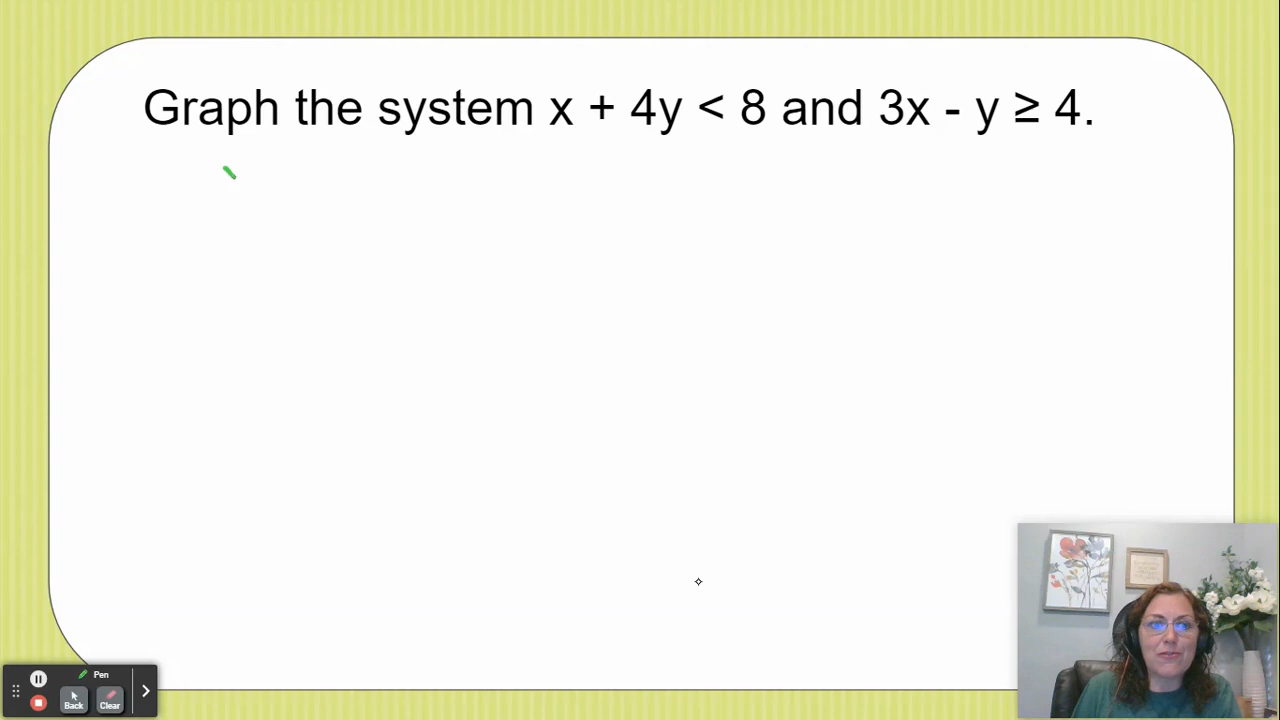 Graph the system x + 4y < 8 and 3x - y ≥ 4.
Pen
Back
Clear